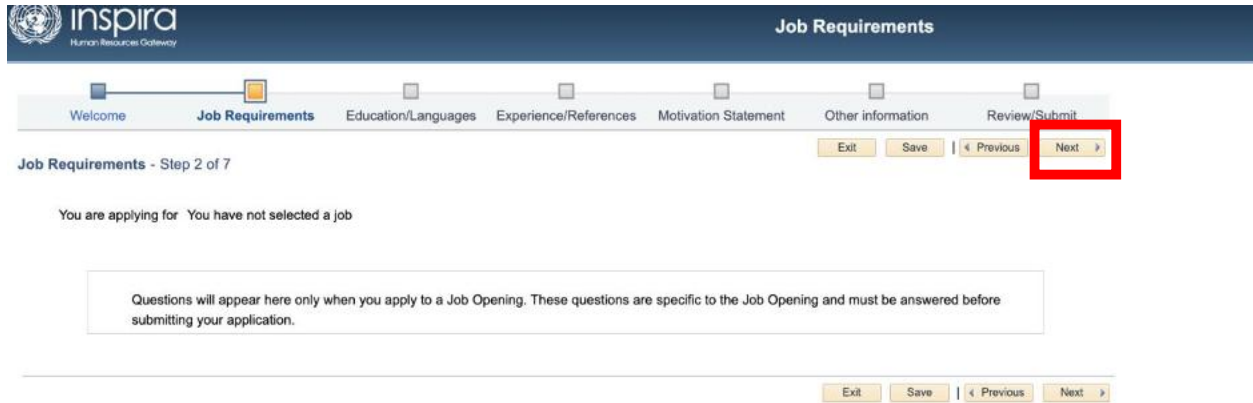 inspira
Human Resources Gateway
Job Requirements
Welcome Job Requirements Education/Languages Experience/References Motivation Statement Other information Review/Submit
Exit Save | Previous Next
Job Requirements - Step 2 of 7
You are applying for You have not selected a job
Questions will appear here only when you apply to a Job Opening. These questions are specific to the Job Opening and must be answered before
submitting your application.
Exit Save | Previous Next